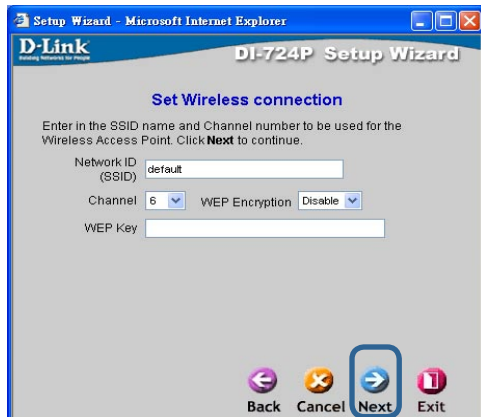 Setup Wizard - Microsoft Internet Explorer
D-Link
Building Networks for People
DI-724P Setup Wizard
Set Wireless connection
Enter in the SSID name and Channel number to be used for the
Wireless Access Point. Click Next to continue.
Network ID
(SSID)
default
Channel 6 WEP Encryption Disable
WEP Key
Back Cancel Next Exit